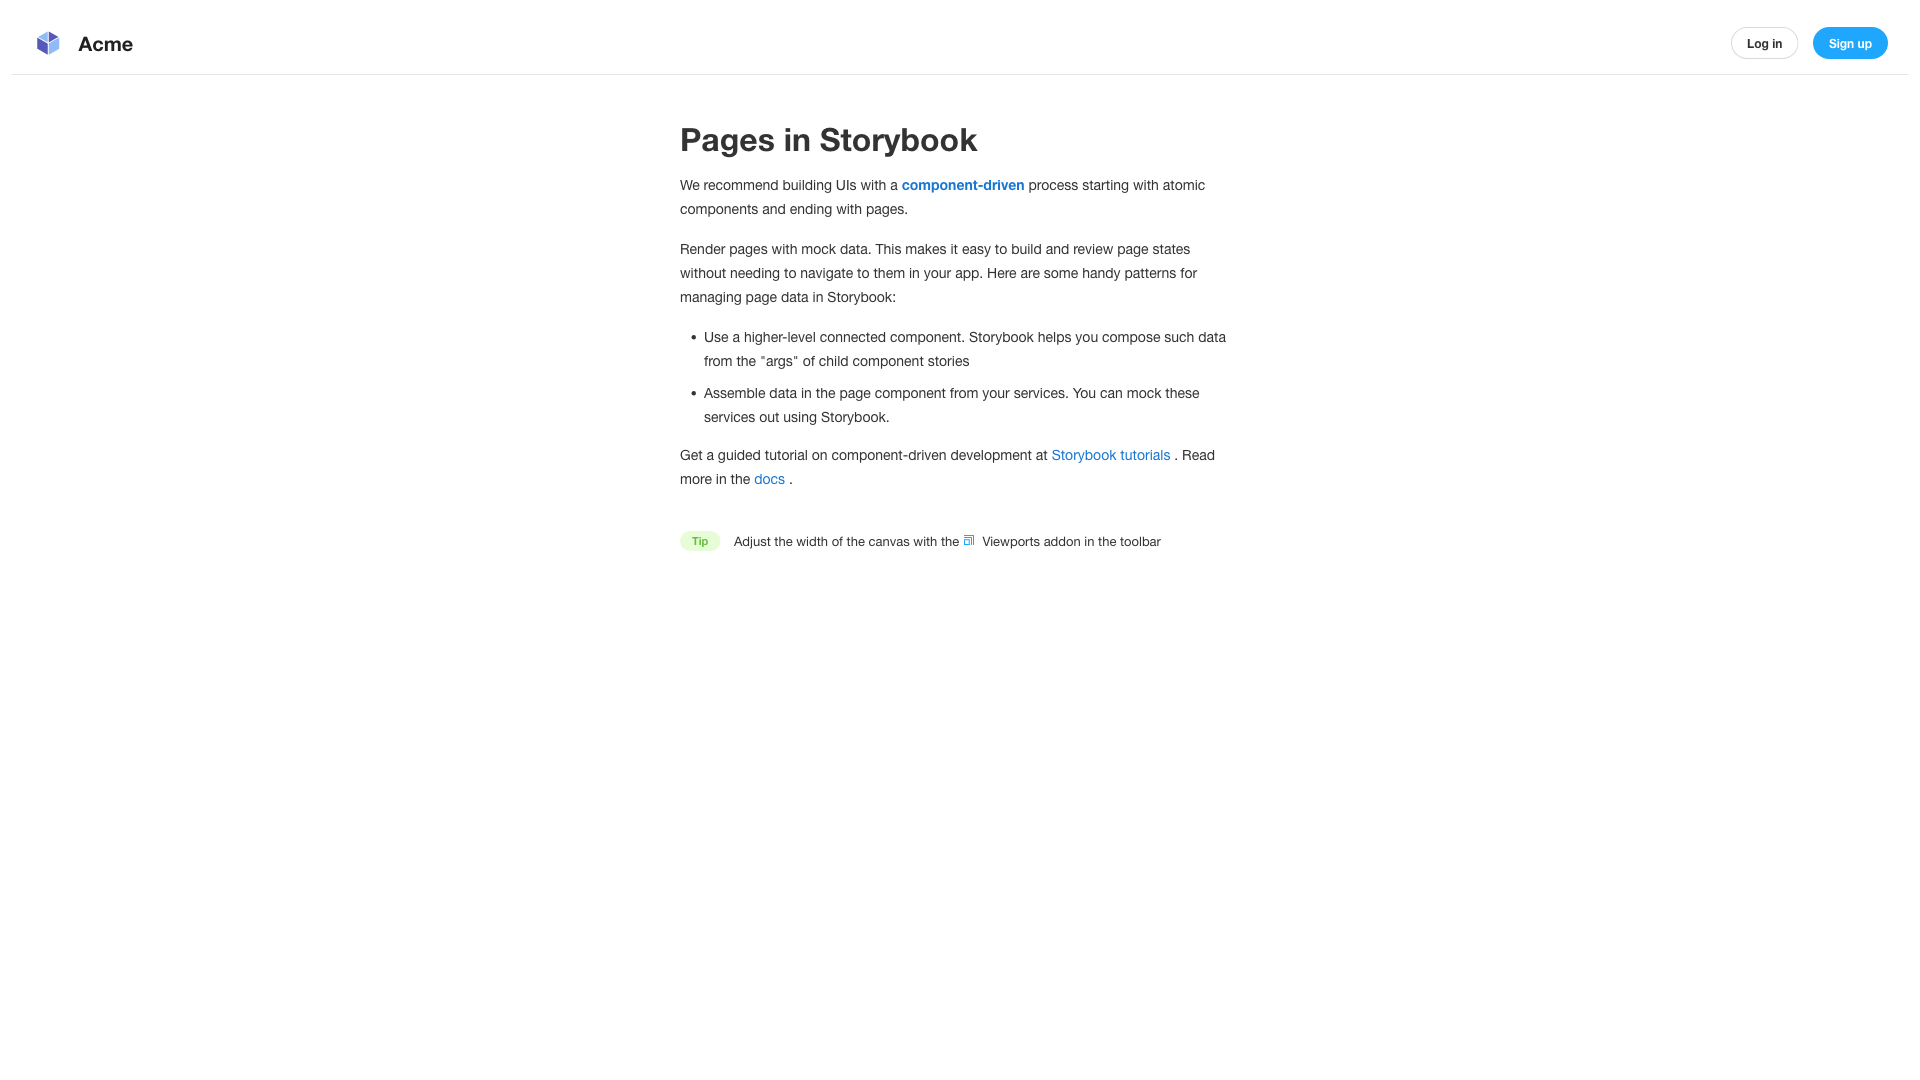 Acme
Log in
Sign up
Pages in Storybook
We recommend building UIs with a component-driven process starting with atomic
components and ending with pages.
Render pages with mock data. This makes it easy to build and review page states
without needing to navigate to them in your app. Here are some handy patterns for
managing page data in Storybook:
• Use a higher-level connected component. Storybook helps you compose such data
from the "args" of child component stories
• Assemble data in the page component from your services. You can mock these
services out using Storybook.
Get a guided tutorial on component-driven development at Storybook tutorials . Read
more in the docs .
Tip Adjust the width of the canvas with the Viewports addon in the toolbar